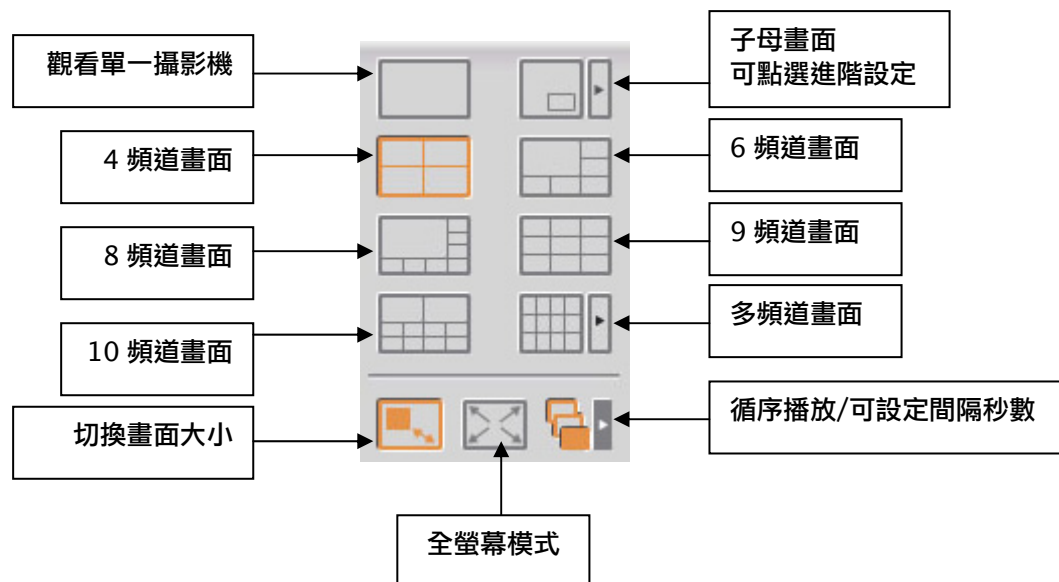 觀看單一攝影機
子母畫面
可點選進階設定
4 頻道畫面
6 頻道畫面
8 頻道畫面
9 頻道畫面
10 頻道畫面
多頻道畫面
切換畫面大小
循序播放/可設定間隔秒數
全螢幕模式